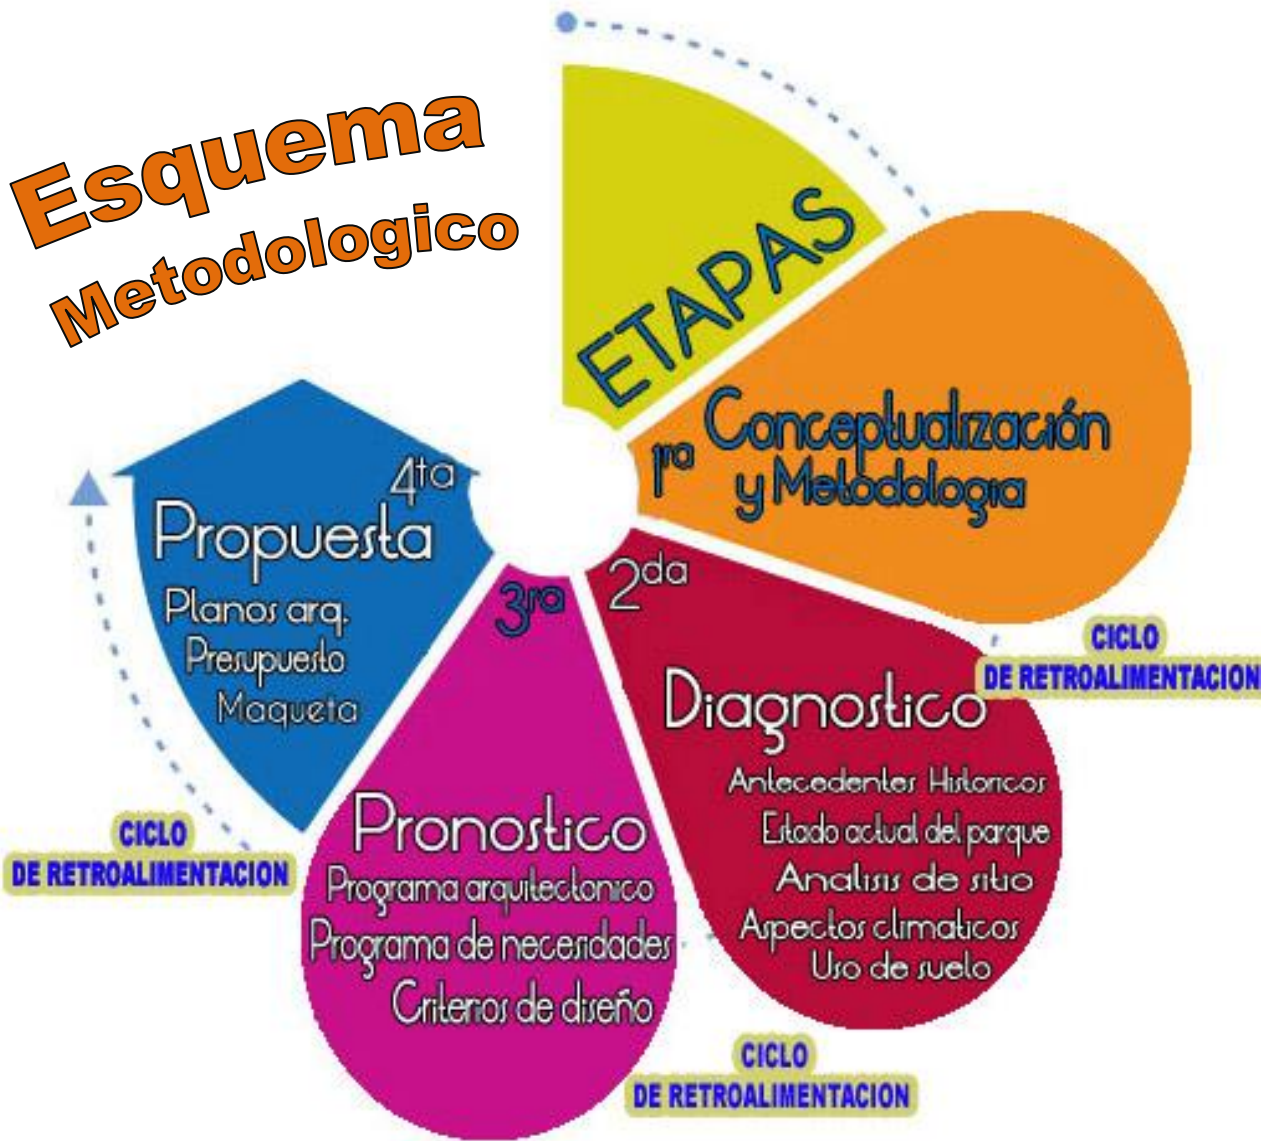 Esquema
Metodologico
ETAPAS
1ra Conceptualización
y Metodologia
CICLO
DE RETROALIMENTACION
2da
Diagnostico
Antecedentes Historicos
Estado actual del parque
Analisis de sitio
Aspectos climaticos
Uso de suelo
CICLO
DE RETROALIMENTACION
3ra
Pronostico
Programa arquitectonico
Programa de necesidades
Criterios de diseño
CICLO
DE RETROALIMENTACION
4ta
Propuesta
Planos arq.
Presupuesto
Maqueta